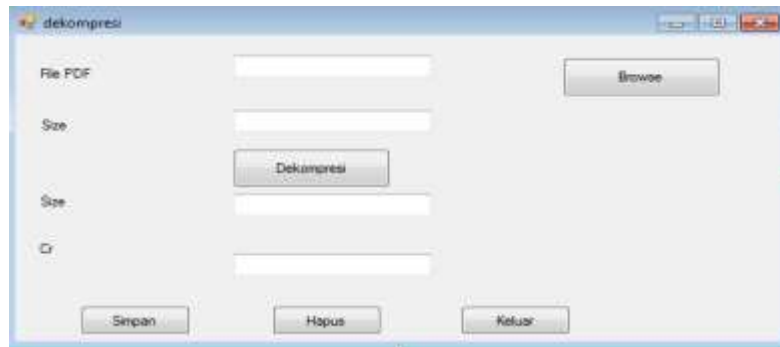 dekompresi
File PDF
Browse
Size
Dekompresi
Size
Cr
Simpan Hapus Keluar